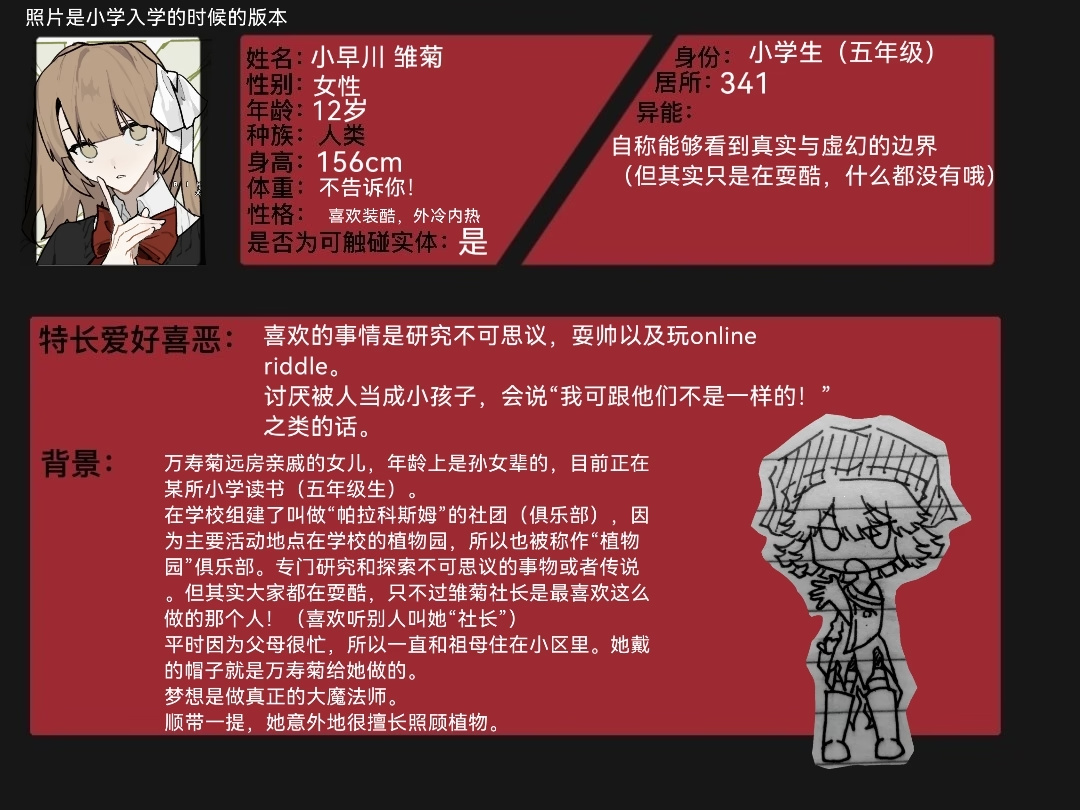 照片是小学入学的时候的版本
姓名：小早川 雏菊
性别：女性
年龄：12岁
种族：人类
身高：156cm
体重：不告诉你！
性格：喜欢装酷，外冷内热
是否为可触碰实体：是
身份：小学生（五年级）
居所：341
异能：
自称能够看到真实与虚幻的边界
（但其实只是在耍酷，什么都没有哦）
特长爱好喜恶：喜欢的事情是研究不可思议，耍帅以及玩online
riddle。
讨厌被人当成小孩子，会说“我可跟他们不是一样的！”
之类的话。
背景：万寿菊远房亲戚的女儿，年龄上是孙女辈的，目前正在
某所小学读书（五年级生）。
在学校组建了叫做“帕拉科斯姆”的社团（俱乐部），因
为主要活动地点在学校的植物园，所以也被称作“植物
园”俱乐部。专门研究和探索不可思议的事物或者传说
。但其实大家都在耍酷，只不过雏菊社长是最喜欢这么
做的那个人！（喜欢听别人叫她“社长”）
平时因为父母很忙，所以一直和祖母住在小区里。她戴
的帽子就是万寿菊给她做的。
梦想是做真正的大魔法师。
顺带一提，她意外地很擅长照顾植物。